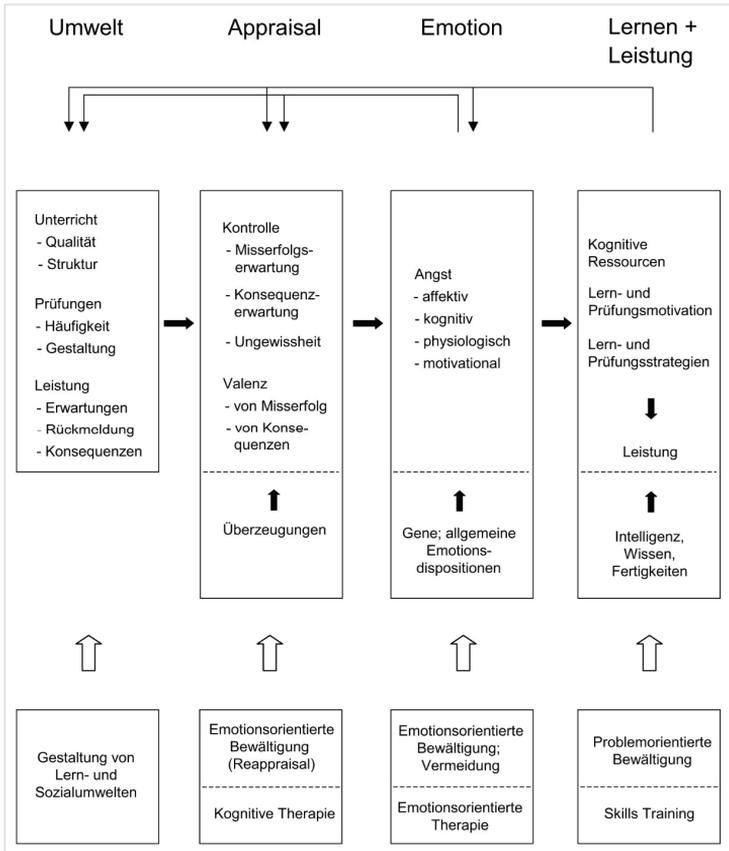 Umwelt
Appraisal
Emotion
Lernen +
Leistung
Unterricht
- Qualität
- Struktur
Prüfungen
- Häufigkeit
- Gestaltung
Leistung
- Erwartungen
- Rückmeldung
- Konsequenzen
Kontrolle
- Misserfolgs-
erwartung
- Konsequenz-
erwartung
- Ungewissheit
Valenz
- von Misserfolg
- von Konse-
quenzen
Überzeugungen
Angst
- affektiv
- kognitiv
- physiologisch
- motivational
Gene; allgemeine
Emotions-
dispositionen
Kognitive
Ressourcen
Lern- und
Prüfungsmotivation
Lern- und
Prüfungsstrategien
Leistung
Intelligenz,
Wissen,
Fertigkeiten
Gestaltung von
Lern- und
Sozialumwelten
Emotionsorientierte
Bewältigung
(Reappraisal)
Kognitive Therapie
Emotionsorientierte
Bewältigung;
Vermeidung
Emotionsorientierte
Therapie
Problemorientierte
Bewältigung
Skills Training